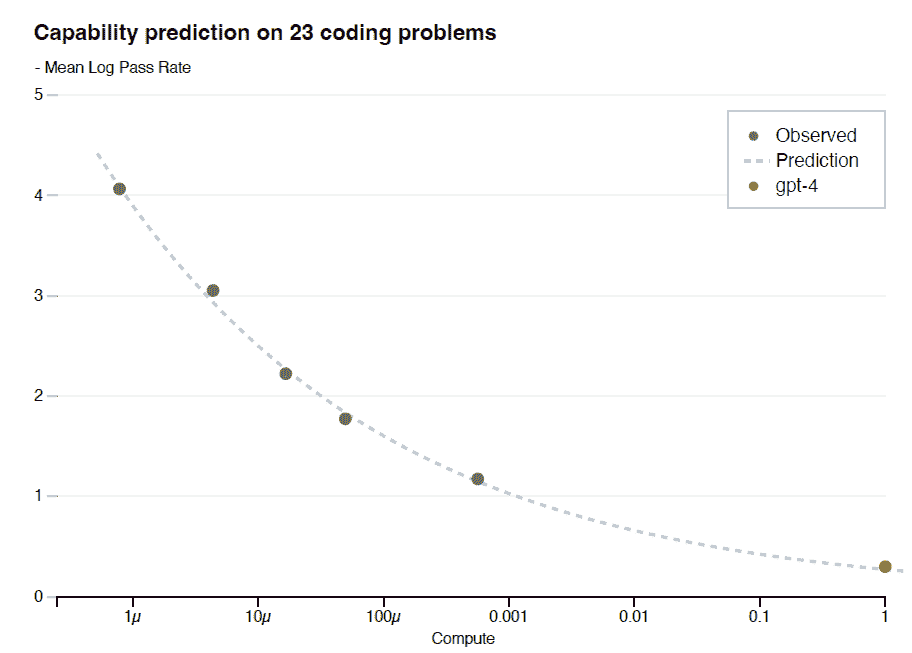 Capability prediction on 23 coding problems
- Mean Log Pass Rate
5
Observed
Prediction
gpt-4
4
3
2
1
0
1µ 10µ 100µ 0.001 0.01 0.1 1
Compute